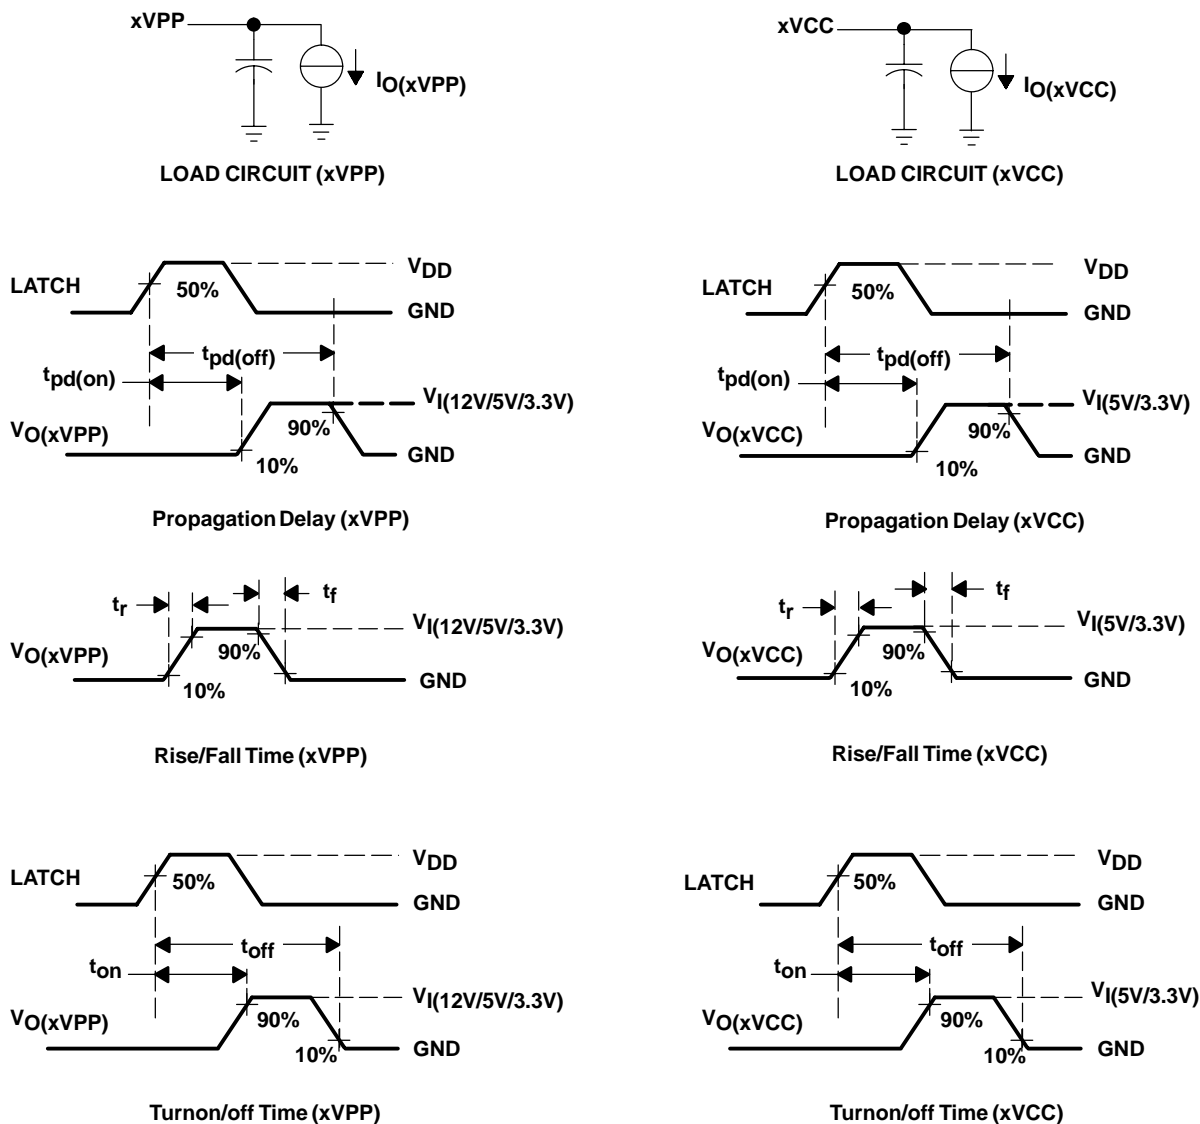 xVPP
IO(xVPP)
LOAD CIRCUIT (xVPP)
xVCC
IO(xVCC)
LOAD CIRCUIT (xVCC)
LATCH
50%
VDD
GND
tpd(off)
tpd(on)
VI(12V/5V/3.3V)
VO(xVPP)
90%
10%
GND
Propagation Delay (xVPP)
LATCH
50%
VDD
GND
tpd(off)
tpd(on)
VI(5V/3.3V)
VO(xVCC)
90%
10%
GND
Propagation Delay (xVCC)
tr
tf
VI(12V/5V/3.3V)
VO(xVPP)
90%
10%
GND
Rise/Fall Time (xVPP)
tr
tf
VI(5V/3.3V)
VO(xVCC)
90%
10%
GND
Rise/Fall Time (xVCC)
LATCH
50%
VDD
GND
toff
ton
VI(12V/5V/3.3V)
VO(xVPP)
90%
10%
GND
Turnon/off Time (xVPP)
LATCH
50%
VDD
GND
toff
ton
VI(5V/3.3V)
VO(xVCC)
90%
10%
GND
Turnon/off Time (xVCC)